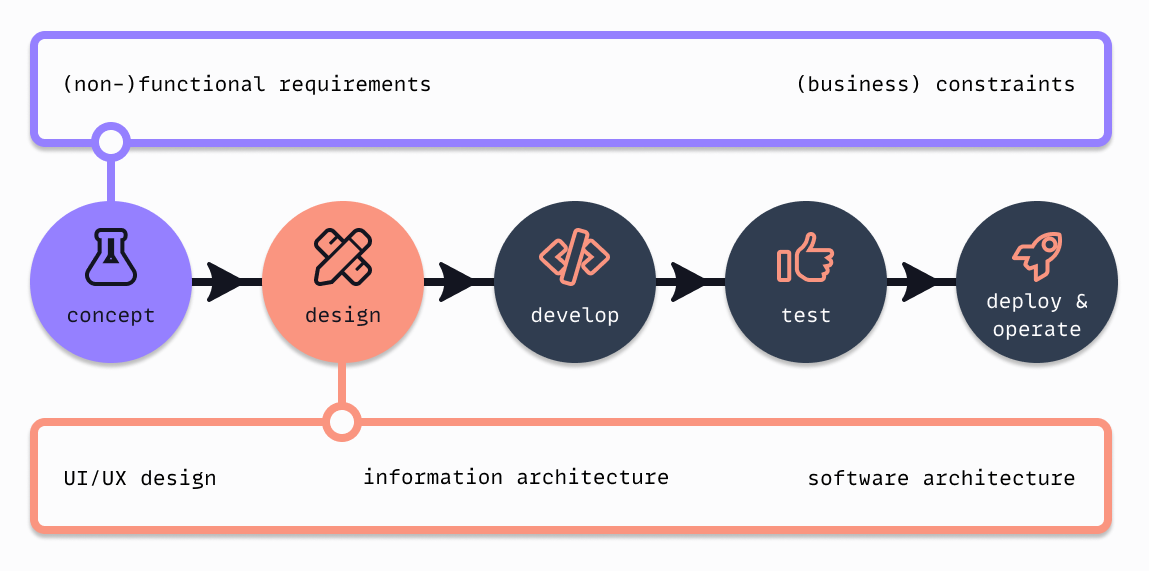 (non-)functional requirements
(business) constraints
concept
design
develop
test
deploy &
operate
UI/UX design
information architecture
software architecture